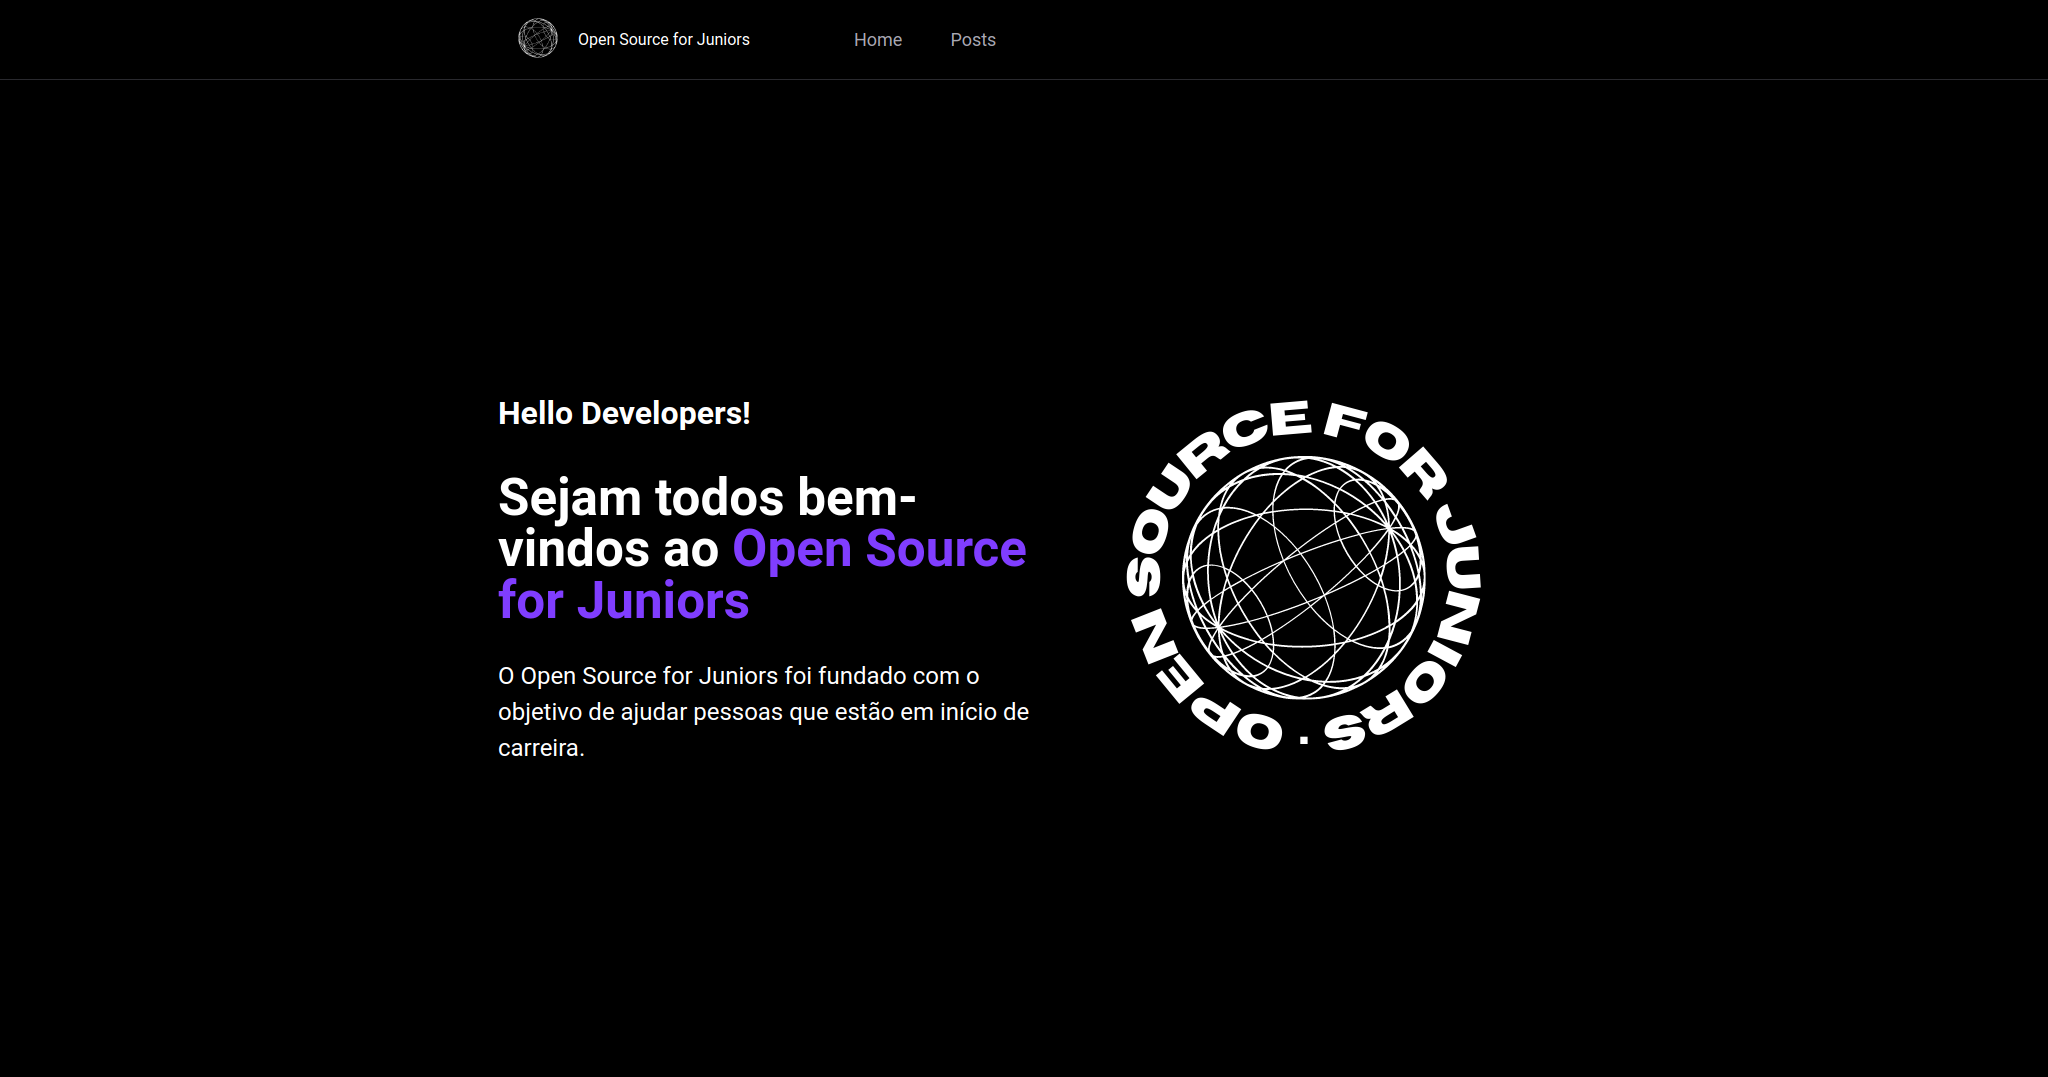 Open Source for Juniors
Home
Posts
Hello Developers!
Sejam todos bem-
vindos ao Open Source
for Juniors
O Open Source for Juniors foi fundado com o
objetivo de ajudar pessoas que estão em início de
carreira.
OPEN SOURCE FOR JUNIORS .